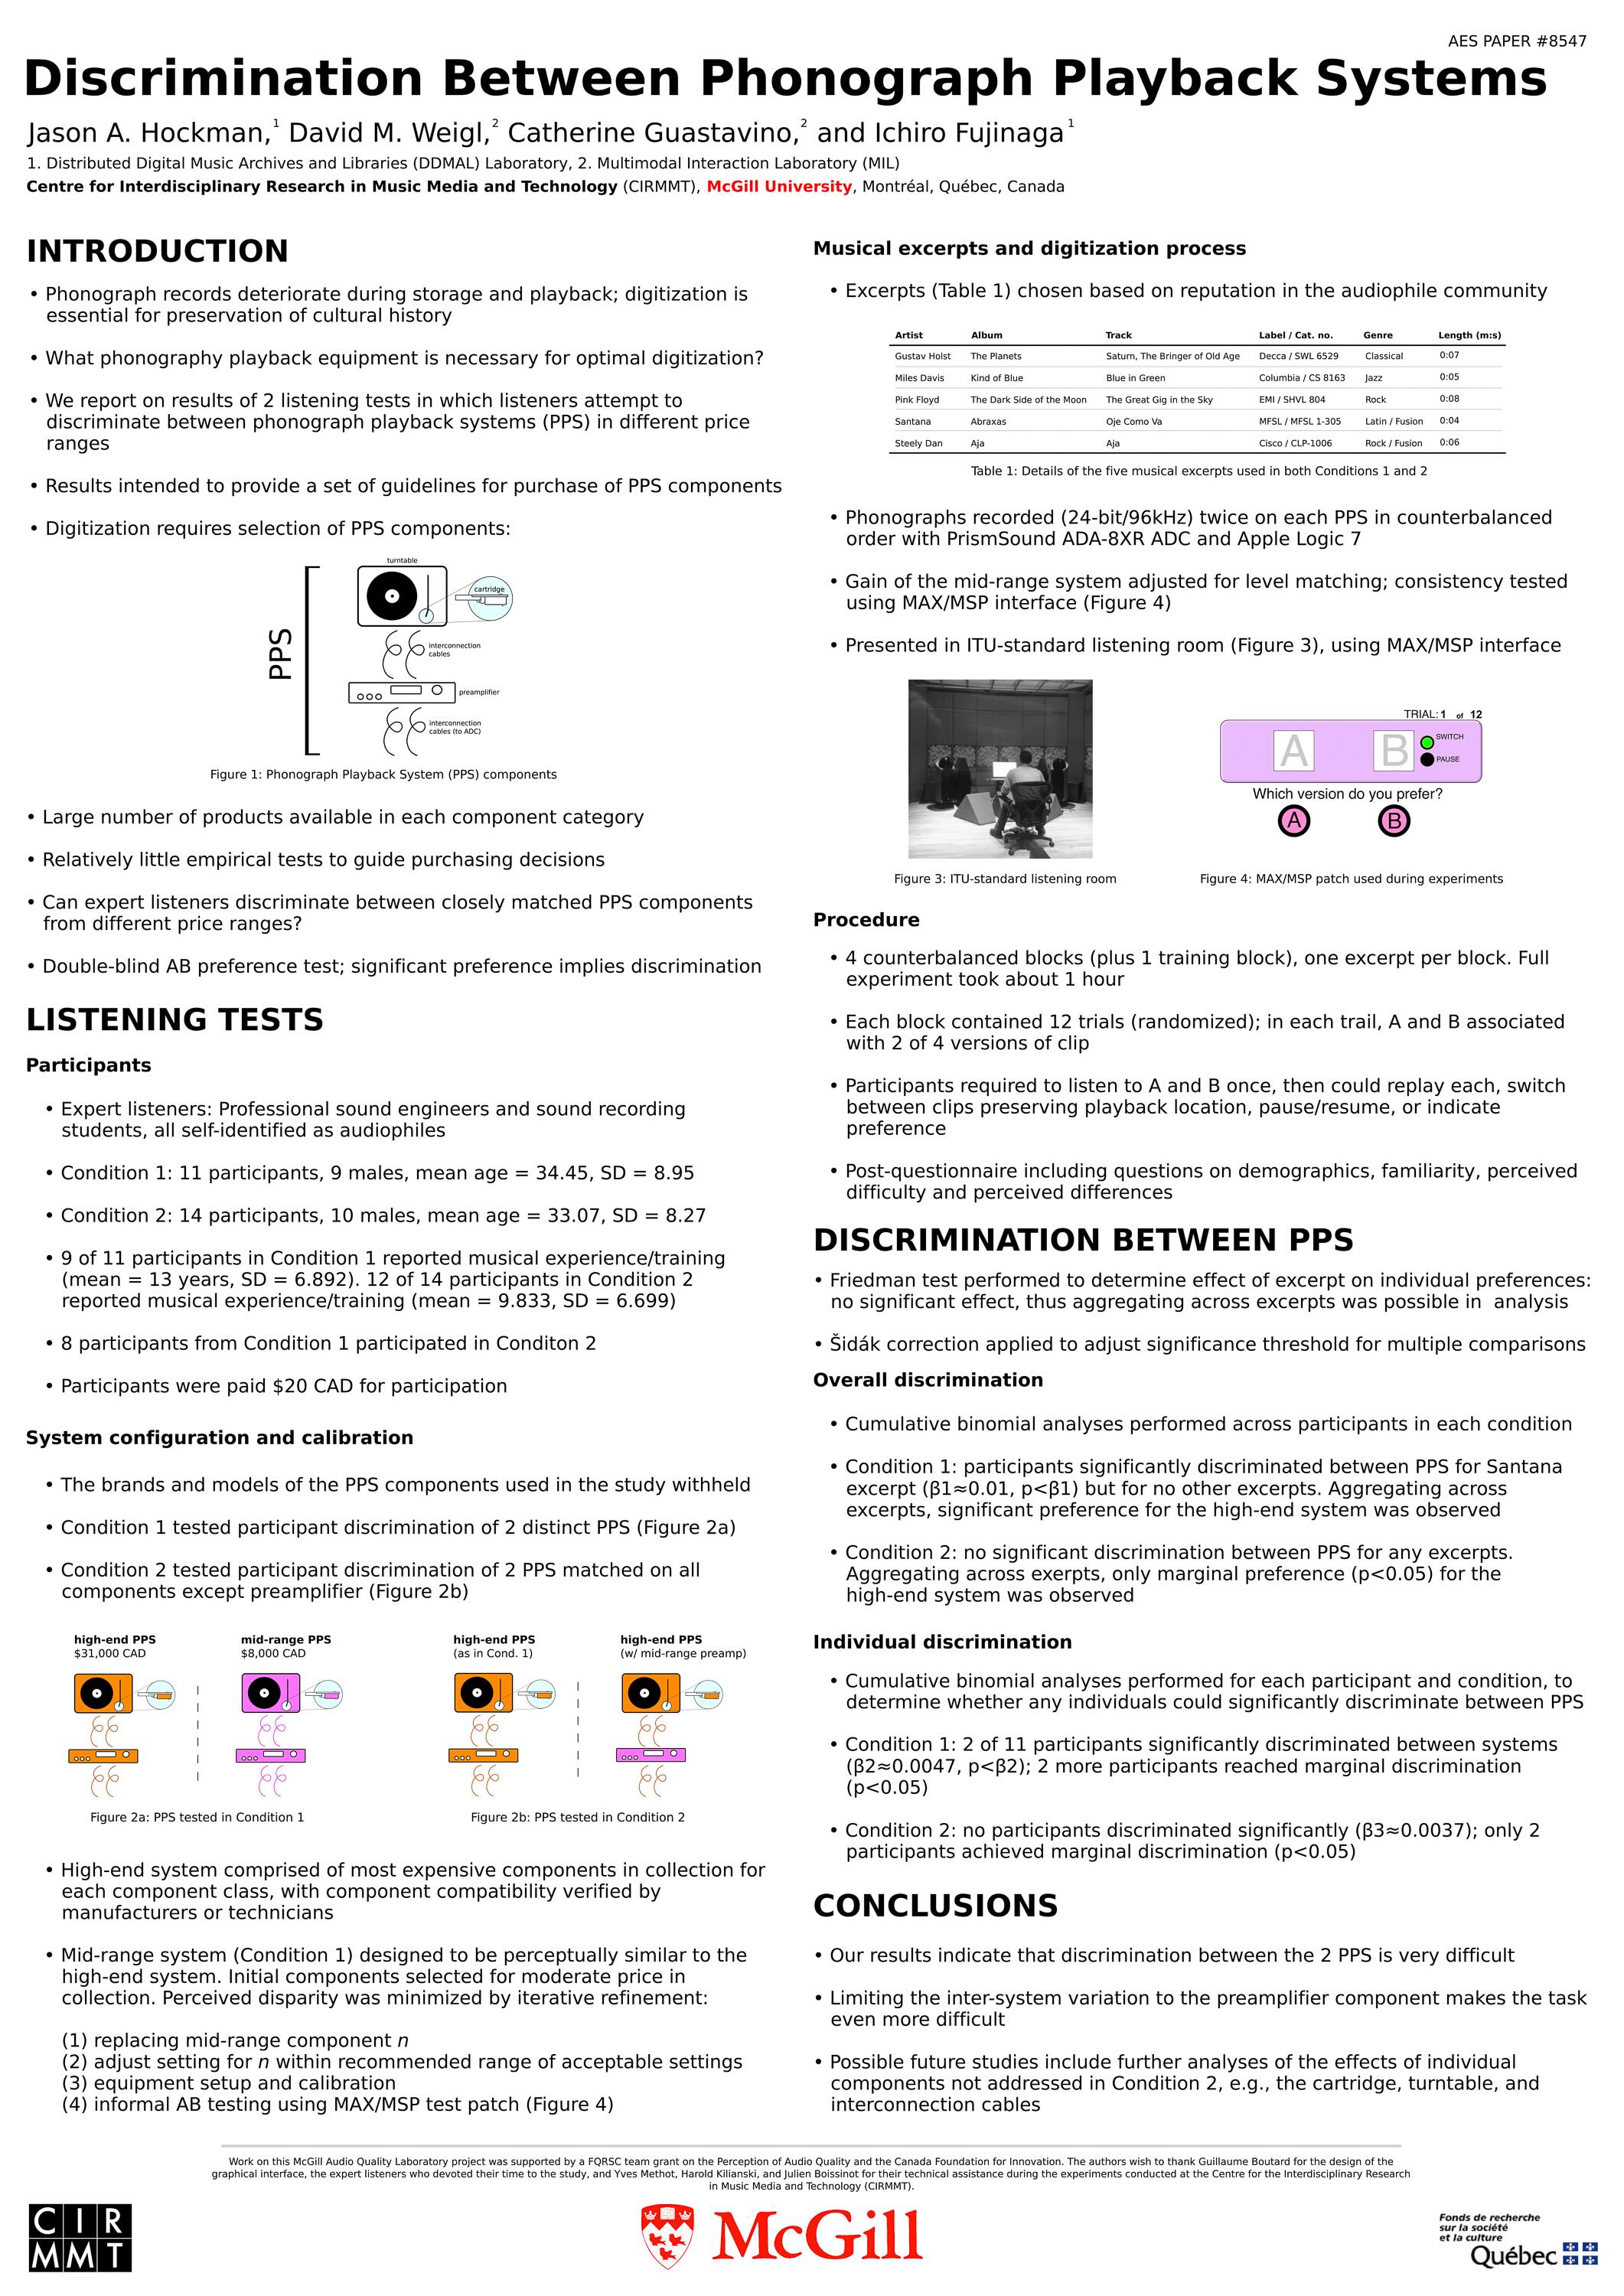 AES PAPER #8547
Discrimination Between Phonograph Playback Systems
Jason A. Hockman,1 David M. Weigl,2 Catherine Guastavino,2 and Ichiro Fujinaga1
1. Distributed Digital Music Archives and Libraries (DDMAL) Laboratory, 2. Multimodal Interaction Laboratory (MIL)
Centre for Interdisciplinary Research in Music Media and Technology (CIRMMT), McGill University, Montréal, Québec, Canada
INTRODUCTION
• Phonograph records deteriorate during storage and playback; digitization is
essential for preservation of cultural history
• What phonography playback equipment is necessary for optimal digitization?
• We report on results of 2 listening tests in which listeners attempt to
discriminate between phonograph playback systems (PPS) in different price
ranges
• Results intended to provide a set of guidelines for purchase of PPS components
• Digitization requires selection of PPS components:
PPS
turntable
cartridge
interconnection
cables
preamplifier
interconnection
cables (to ADC)
Figure 1: Phonograph Playback System (PPS) components
• Large number of products available in each component category
• Relatively little empirical tests to guide purchasing decisions
• Can expert listeners discriminate between closely matched PPS components
from different price ranges?
• Double-blind AB preference test; significant preference implies discrimination
LISTENING TESTS
Participants
• Expert listeners: Professional sound engineers and sound recording
students, all self-identified as audiophiles
• Condition 1: 11 participants, 9 males, mean age = 34.45, SD = 8.95
• Condition 2: 14 participants, 10 males, mean age = 33.07, SD = 8.27
• 9 of 11 participants in Condition 1 reported musical experience/training
(mean = 13 years, SD = 6.892). 12 of 14 participants in Condition 2
reported musical experience/training (mean = 9.833, SD = 6.699)
• 8 participants from Condition 1 participated in Conditon 2
• Participants were paid $20 CAD for participation
System configuration and calibration
• The brands and models of the PPS components used in the study withheld
• Condition 1 tested participant discrimination of 2 distinct PPS (Figure 2a)
• Condition 2 tested participant discrimination of 2 PPS matched on all
components except preamplifier (Figure 2b)
high-end PPS
$31,000 CAD
mid-range PPS
$8,000 CAD
high-end PPS
(as in Cond. 1)
high-end PPS
(w/ mid-range preamp)
Figure 2a: PPS tested in Condition 1
Figure 2b: PPS tested in Condition 2
• High-end system comprised of most expensive components in collection for
each component class, with component compatibility verified by
manufacturers or technicians
• Mid-range system (Condition 1) designed to be perceptually similar to the
high-end system. Initial components selected for moderate price in
collection. Perceived disparity was minimized by iterative refinement:
(1) replacing mid-range component n
(2) adjust setting for n within recommended range of acceptable settings
(3) equipment setup and calibration
(4) informal AB testing using MAX/MSP test patch (Figure 4)
Musical excerpts and digitization process
• Excerpts (Table 1) chosen based on reputation in the audiophile community
Artist Album Track Label / Cat. no. Genre Length (m:s)
Gustav Holst The Planets Saturn, The Bringer of Old Age Decca / SWL 6529 Classical 0:07
Miles Davis Kind of Blue Blue in Green Columbia / CS 8163 Jazz 0:05
Pink Floyd The Dark Side of the Moon The Great Gig in the Sky EMI / SHVL 804 Rock 0:08
Santana Abraxas Oje Como Va MFSL / MFSL 1-305 Latin / Fusion 0:04
Steely Dan Aja Aja Cisco / CLP-1006 Rock / Fusion 0:06
Table 1: Details of the five musical excerpts used in both Conditions 1 and 2
• Phonographs recorded (24-bit/96kHz) twice on each PPS in counterbalanced
order with PrismSound ADA-8XR ADC and Apple Logic 7
• Gain of the mid-range system adjusted for level matching; consistency tested
using MAX/MSP interface (Figure 4)
• Presented in ITU-standard listening room (Figure 3), using MAX/MSP interface
TRIAL: 1 of 12
A B
SWITCH
PAUSE
Which version do you prefer?
A B
Figure 3: ITU-standard listening room
Figure 4: MAX/MSP patch used during experiments
Procedure
• 4 counterbalanced blocks (plus 1 training block), one excerpt per block. Full
experiment took about 1 hour
• Each block contained 12 trials (randomized); in each trail, A and B associated
with 2 of 4 versions of clip
• Participants required to listen to A and B once, then could replay each, switch
between clips preserving playback location, pause/resume, or indicate
preference
• Post-questionnaire including questions on demographics, familiarity, perceived
difficulty and perceived differences
DISCRIMINATION BETWEEN PPS
• Friedman test performed to determine effect of excerpt on individual preferences:
no significant effect, thus aggregating across excerpts was possible in analysis
• Šidák correction applied to adjust significance threshold for multiple comparisons
Overall discrimination
• Cumulative binomial analyses performed across participants in each condition
• Condition 1: participants significantly discriminated between PPS for Santana
excerpt (β1≈0.01, p<β1) but for no other excerpts. Aggregating across
excerpts, significant preference for the high-end system was observed
• Condition 2: no significant discrimination between PPS for any excerpts.
Aggregating across exerpts, only marginal preference (p<0.05) for the
high-end system was observed
Individual discrimination
• Cumulative binomial analyses performed for each participant and condition, to
determine whether any individuals could significantly discriminate between PPS
• Condition 1: 2 of 11 participants significantly discriminated between systems
(β2≈0.0047, p<β2); 2 more participants reached marginal discrimination
(p<0.05)
• Condition 2: no participants discriminated significantly (β3≈0.0037); only 2
participants achieved marginal discrimination (p<0.05)
CONCLUSIONS
• Our results indicate that discrimination between the 2 PPS is very difficult
• Limiting the inter-system variation to the preamplifier component makes the task
even more difficult
• Possible future studies include further analyses of the effects of individual
components not addressed in Condition 2, e.g., the cartridge, turntable, and
interconnection cables
Work on this McGill Audio Quality Laboratory project was supported by a FQRSC team grant on the Perception of Audio Quality and the Canada Foundation for Innovation. The authors wish to thank Guillaume Boutard for the design of the
graphical interface, the expert listeners who devoted their time to the study, and Yves Methot, Harold Kilianski, and Julien Boissinot for their technical assistance during the experiments conducted at the Centre for the Interdisciplinary Research
in Music Media and Technology (CIRMMT).
CIR
MMT
McGill
Fonds de recherche
sur la société
et la culture
Québec